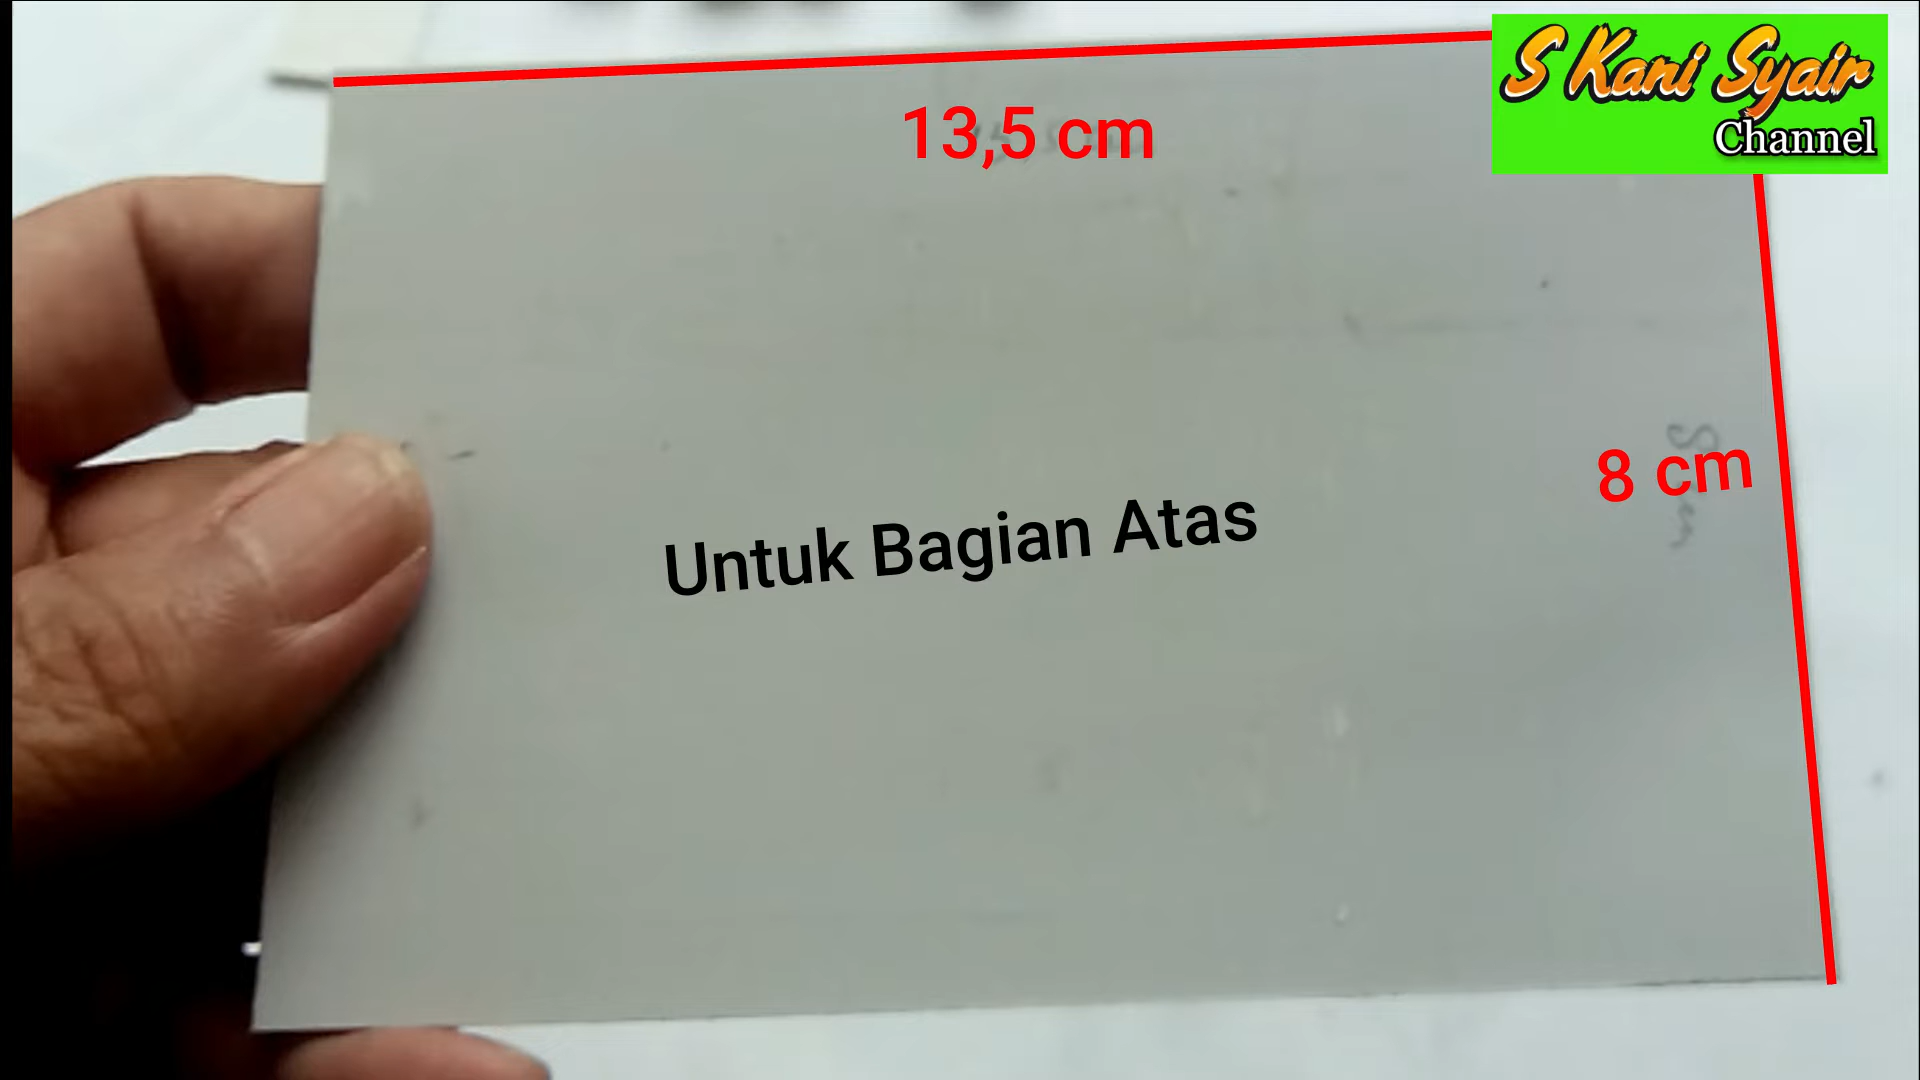 S Kani Syair
Channel
13,5 cm
8 cm
Untuk Bagian Atas